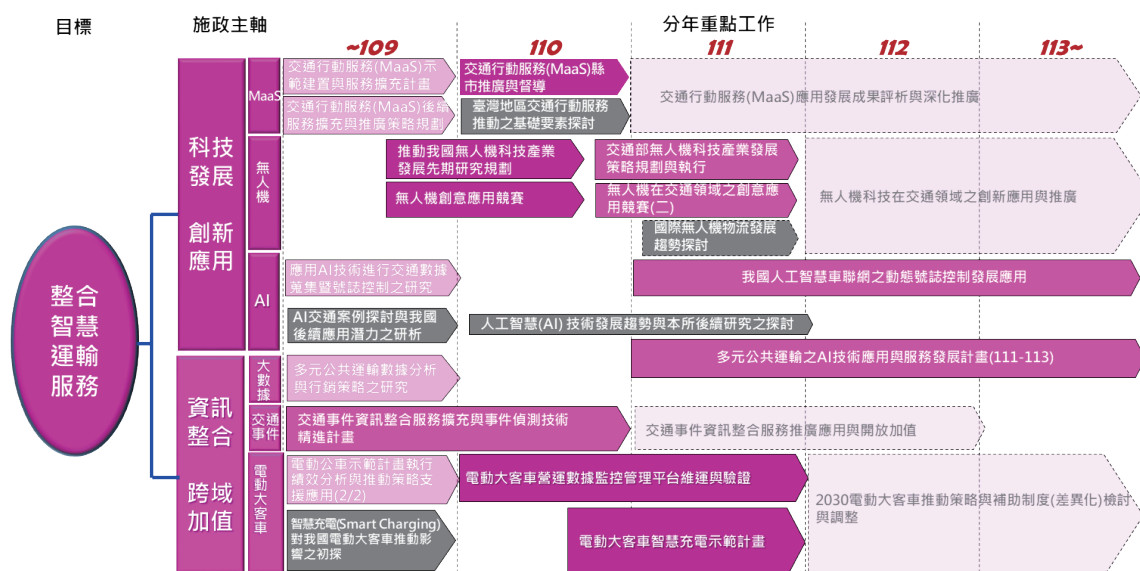 目標
施政主軸
分年重點工作
~109
110
111
112
113~
整合
智慧
運輸
服務
科技
發展
創新
應用
MaaS
交通行動服務(MaaS)示
範建置與服務擴充計畫
交通行動服務(MaaS)縣
市推廣與督導
交通行動服務(MaaS)後續
服務擴充與推廣策略規劃
臺灣地區交通行動服務
推動之基礎要素探討
交通行動服務(MaaS)應用發展成果評析與深化推廣
無人機
推動我國無人機科技產業
發展先期研究規劃
交通部無人機科技產業發展
策略規劃與執行
無人機創意應用競賽
無人機在交通領域之創意應
用競賽(二)
國際無人機物流發展
趨勢探討
無人機科技在交通領域之創新應用與推廣
AI
應用AI技術進行交通數據
蒐集暨號誌控制之研究
我國人工智慧車聯網之動態號誌控制發展應用
AI交通案例探討與我國
後續應用潛力之研析
人工智慧(AI) 技術發展趨勢與本所後續研究之探討
多元公共運輸之AI技術應用與服務發展計畫(111-113)
資訊
整合
跨域
加值
大數據
多元公共運輸數據分析
與行銷策略之研究
交通
事件
交通事件資訊整合服務擴充與事件偵測技術
精進計畫
交通事件資訊整合服務推廣應用與開放加值
電動大客車
電動公車示範計畫執行
績效分析與推動策略支
援應用(2/2)
電動大客車營運數據監控管理平台維運與驗證
智慧充電(Smart Charging)
對我國電動大客車推動影
響之初探
電動大客車智慧充電示範計畫
2030電動大客車推動策略與補助制度(差異化)檢討
與調整